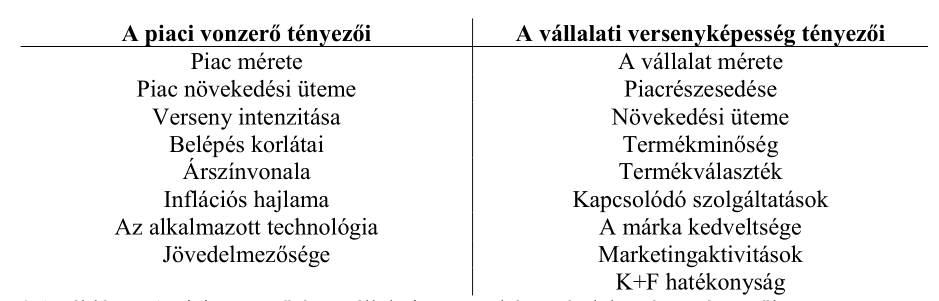 A piaci vonzerő tényezői A vállalati versenyképesség tényezői
Piac mérete A vállalat mérete
Piac növekedési üteme Piacrészesedése
Verseny intenzitása Növekedési üteme
Belépés korlátai Termékminőség
Árszínvonala Termékválaszték
Inflációs hajlama Kapcsolódó szolgáltatások
Az alkalmazott technológia A márka kedveltsége
Jövedelmezősége Marketingaktivitások
K+F hatékonyság